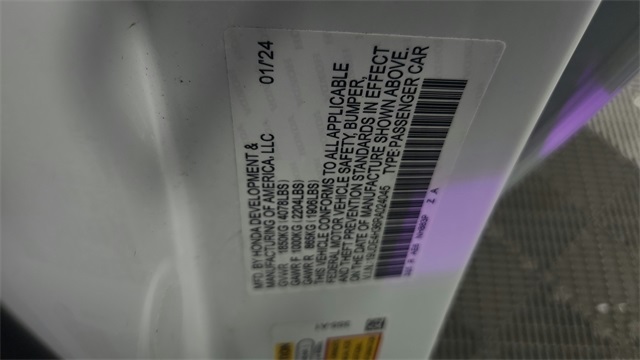 MFD. BY HONDA DEVELOPMENT &
MANUFACTURING OF AMERICA, LLC 01/24
GVWR 1850KG (4078LBS)
GAWR F 1000KG (2204LBS)
GAWR R 865KG (1906LBS)
THIS VEHICLE CONFORMS TO ALL APPLICABLE
FEDERAL MOTOR VEHICLE SAFETY, BUMPER,
AND THEFT PREVENTION STANDARDS IN EFFECT
ON THE DATE OF MANUFACTURE SHOWN ABOVE.
V.I.N. TYPE:PASSENGER CAR
Z A